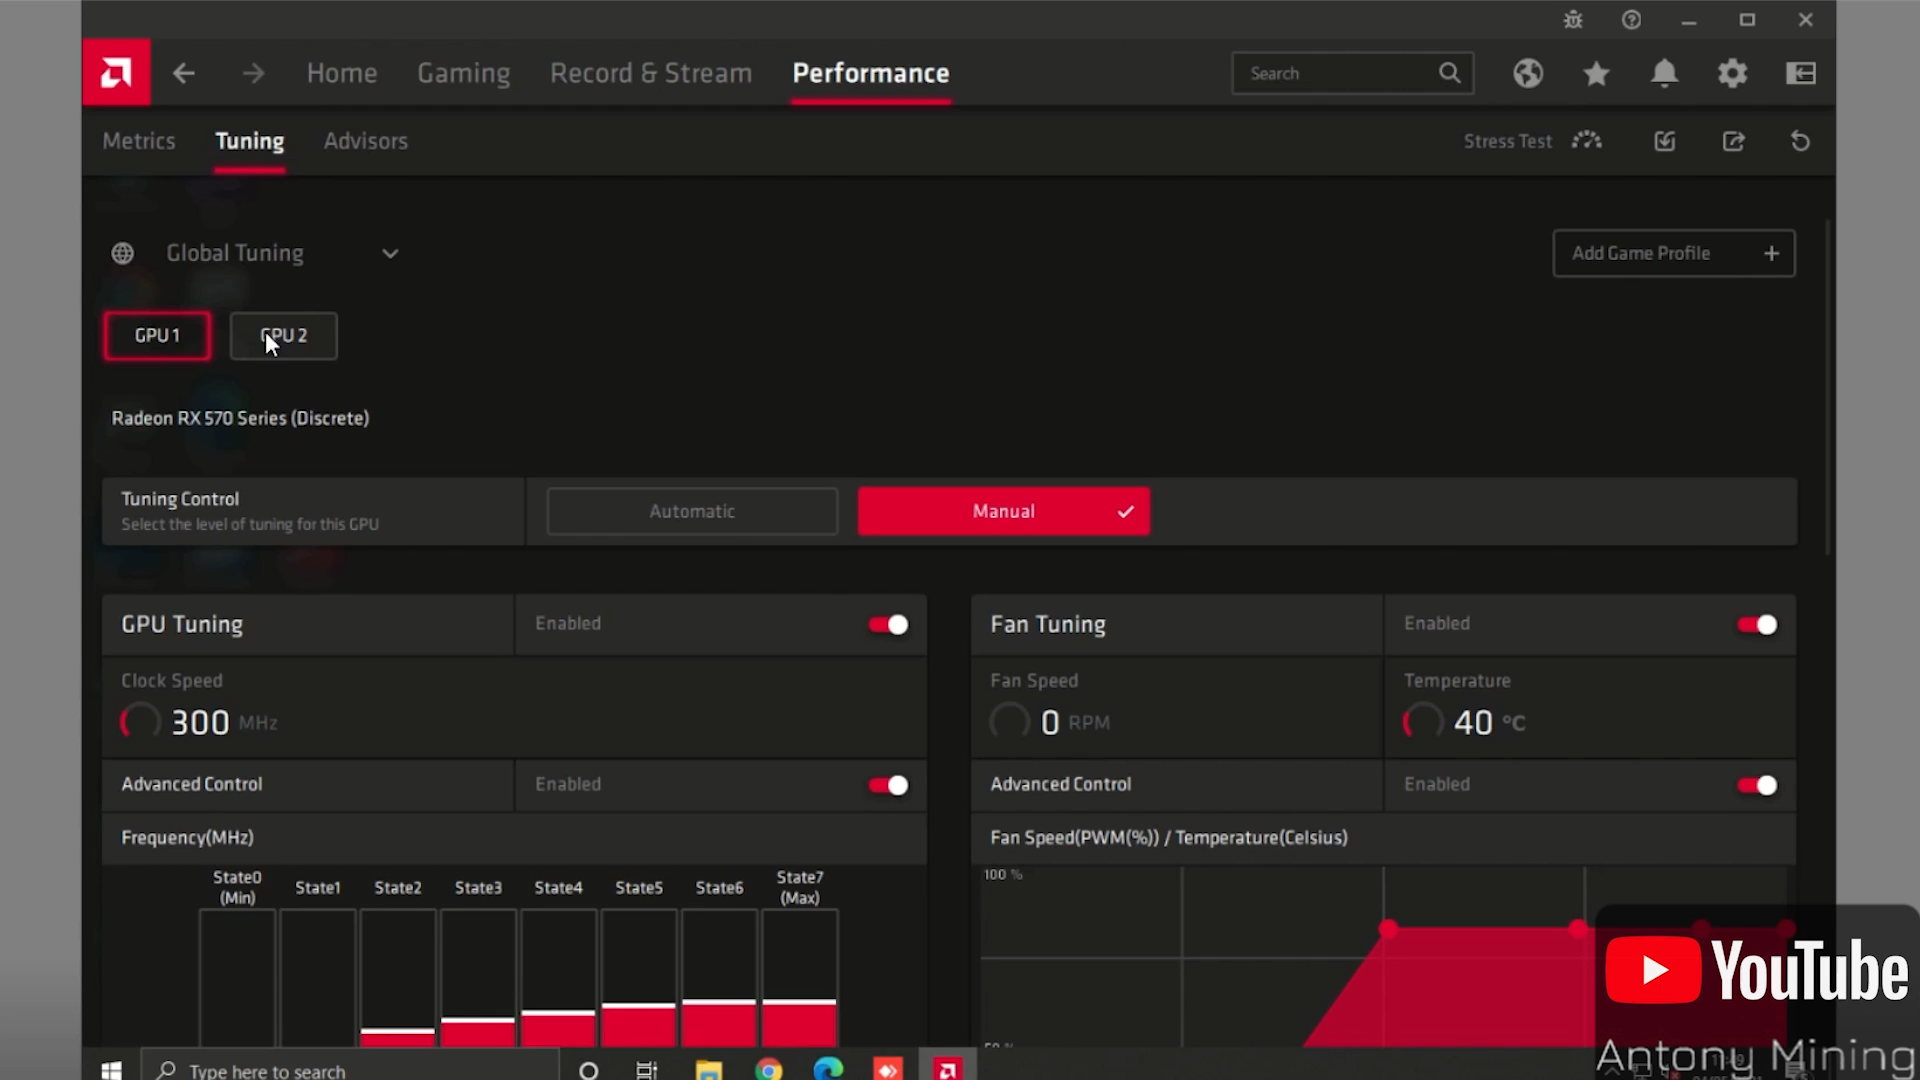 Home Gaming Record & Stream Performance Search
Metrics Tuning Advisors Stress Test
Global Tuning Add Game Profile
GPU 1 GPU 2
Radeon RX 570 Series (Discrete)
Tuning Control
Select the level of tuning for this GPU
Automatic Manual
GPU Tuning Enabled Fan Tuning Enabled
Clock Speed Fan Speed Temperature
300 MHz 0 RPM 40 °C
Advanced Control Enabled Advanced Control Enabled
Frequency(MHz) Fan Speed(PWM(%)) / Temperature(Celsius)
State0 (Min) State1 State2 State3 State4 State5 State6 State7 (Max)
100 %
YouTube
Antony Mining
Type here to search